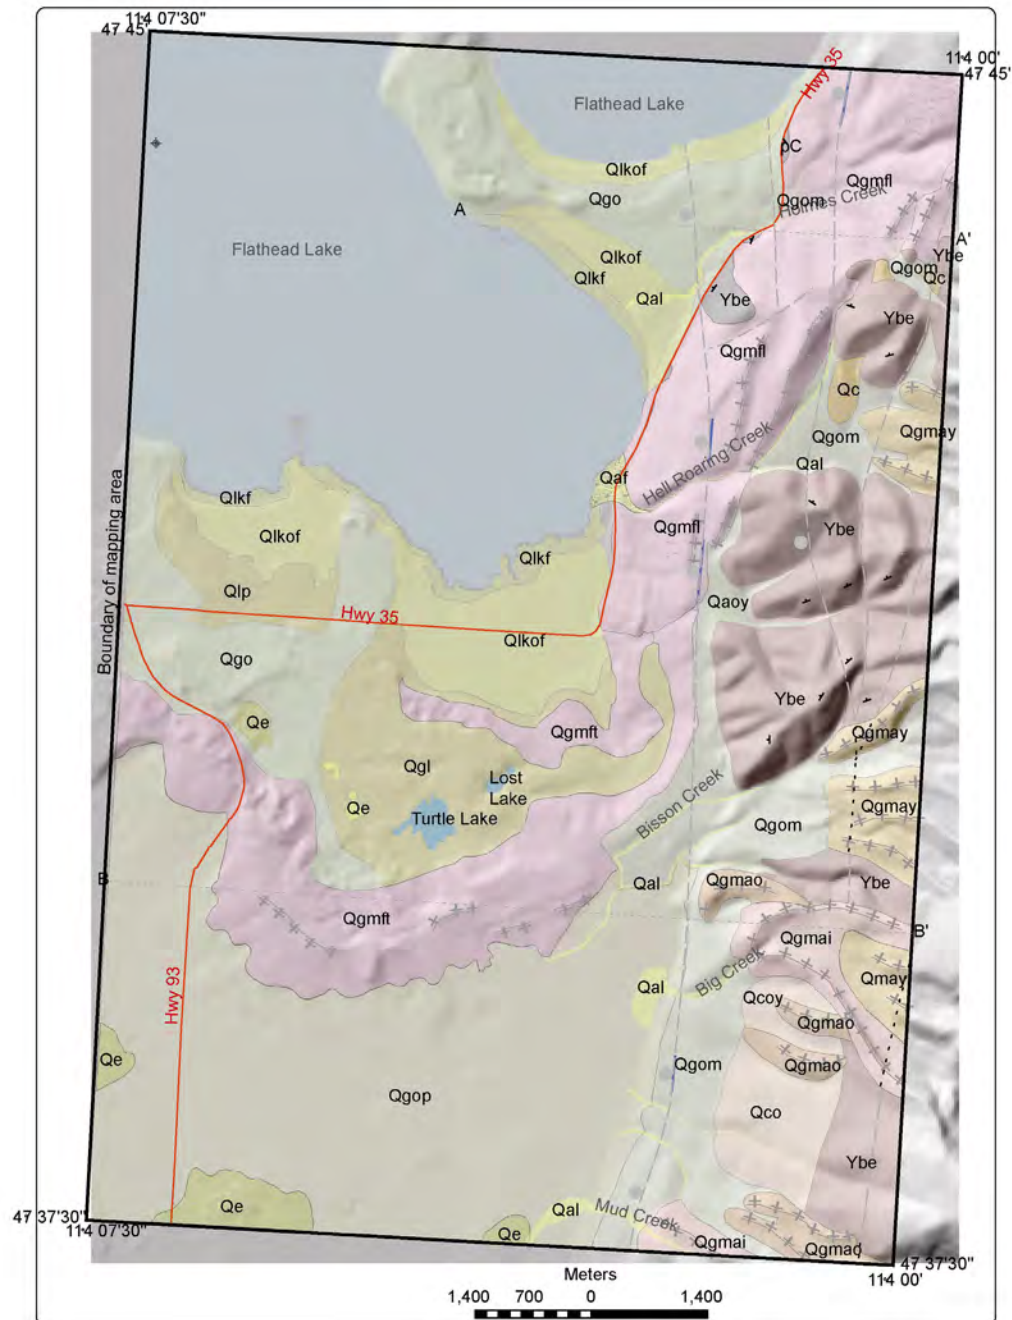 114 07'30"
47 45'
114 00'
47 45'
Hwy 35
Flathead Lake
Qlkof
Qgo
Qgmfl
Qgom
Holmes Creek
A
A'
Flathead Lake
Qlkof
Qlkf
Qal
Ybe
Ybe
Qgom
Qc
Ybe
Qgmfl
Qc
Qgmay
Qgom
Qal
Hell Roaring Creek
Qaf
Qlkf
Qlkof
Qgmfl
Ybe
Qlkf
Qlp
Qaoy
Hwy 35
Qlkof
Boundary of mapping area
Qgo
Ybe
Qe
Qgmft
Qgmay
Qgl
Lost
Lake
Qe
Turtle Lake
Bisson Creek
Qgmay
Qgom
B
Qal
Qgmao
Ybe
Qgmft
B'
Qgmai
Big Creek
Qmay
Qal
Qcoy
Qgmao
Hwy 93
Qe
Qgom
Qgmao
Qgop
Qco
Ybe
Qe
Qal
Mud Creek
Qe
Qgmai
Qgmao
47 37'30"
114 07'30"
47 37'30"
114 00'
Meters
1,400 700 0 1,400